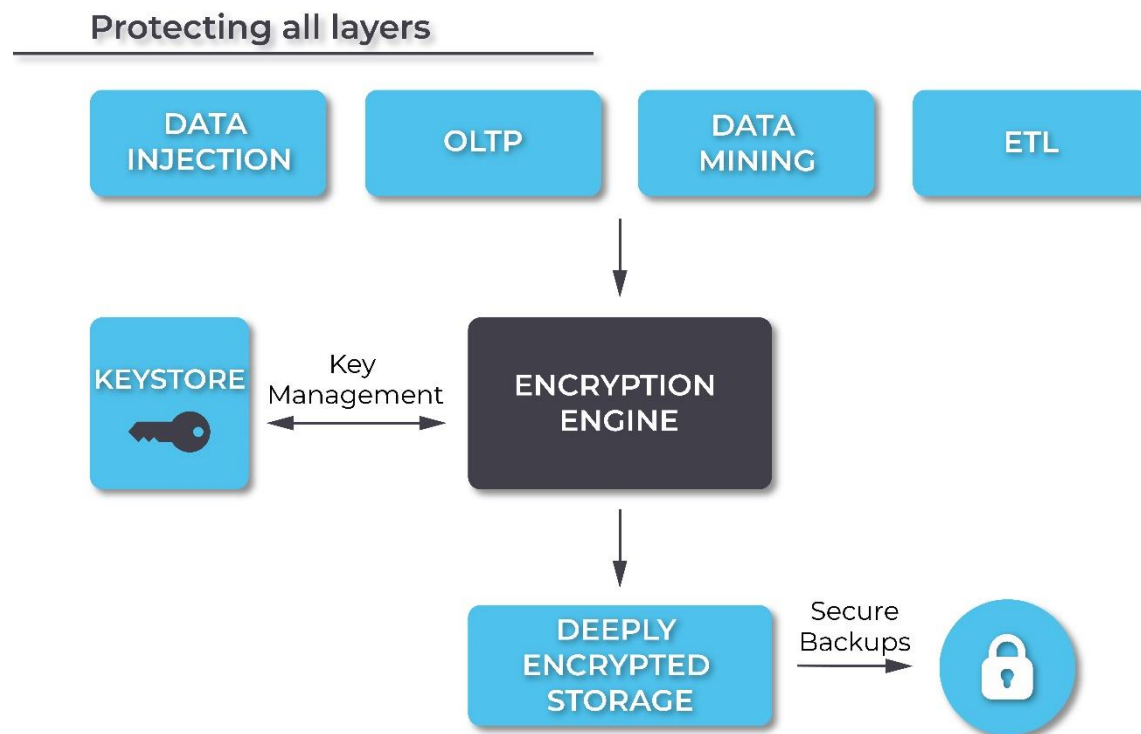 Protecting all layers
DATA
INJECTION
OLTP
DATA
MINING
ETL
KEYSTORE
Key
Management
ENCRYPTION
ENGINE
DEEPLY
ENCRYPTED
STORAGE
Secure
Backups